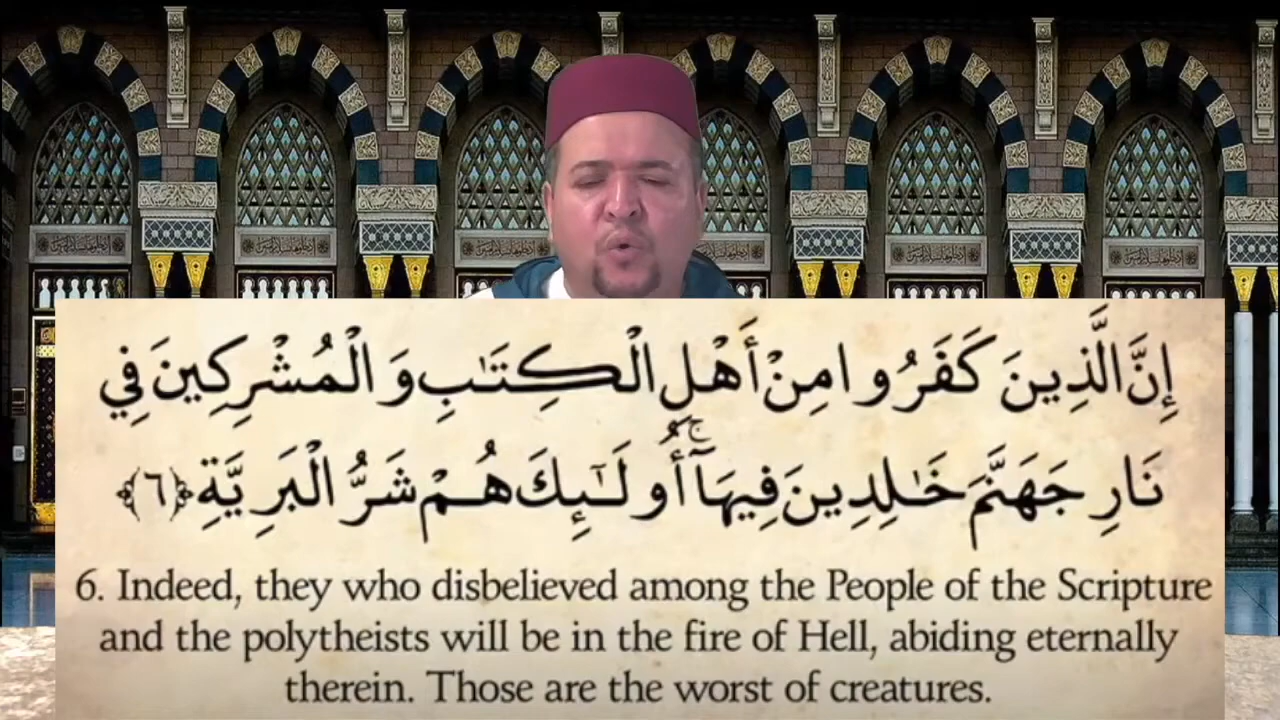 إِنَّ الَّذِينَ كَفَرُوا مِنْ أَهْلِ الْكِتَٰبِ وَ الْمُشْرِكِينَ فِي
نَارِ جَهَنَّمَ خَٰلِدِينَ فِيهَآ ۚ أُولَٰٓئِكَ هُمْ شَرُّ الْبَرِيَّةِ ﴿٦﴾
6. Indeed, they who disbelieved among the People of the Scripture
and the polytheists will be in the fire of Hell, abiding eternally
therein. Those are the worst of creatures.